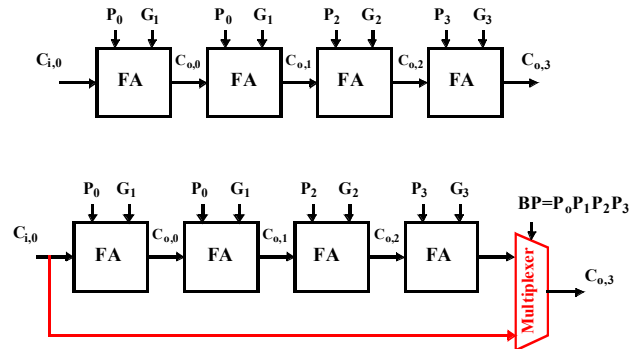 P0 G1 P0 G1 P2 G2 P3 G3
Ci,0 FA Co,0 FA Co,1 FA Co,2 FA Co,3
P0 G1 P0 G1 P2 G2 P3 G3 BP=PoP1P2P3
Ci,0 FA Co,0 FA Co,1 FA Co,2 FA Multiplexer Co,3